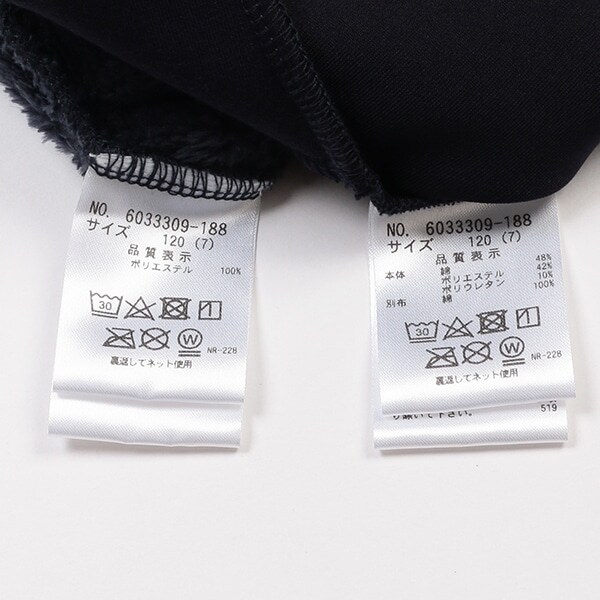 NO. 6033309-188
サイズ 120 (7)
品質表示
ポリエステル 100%
30
W
NR-228
裏返してネット使用
NO. 6033309-188
サイズ 120 (7)
品質表示
本体 綿 48%
ポリエステル 42%
ポリウレタン 10%
別布 綿 100%
30
W
NR-228
裏返してネット使用
下さい。
519